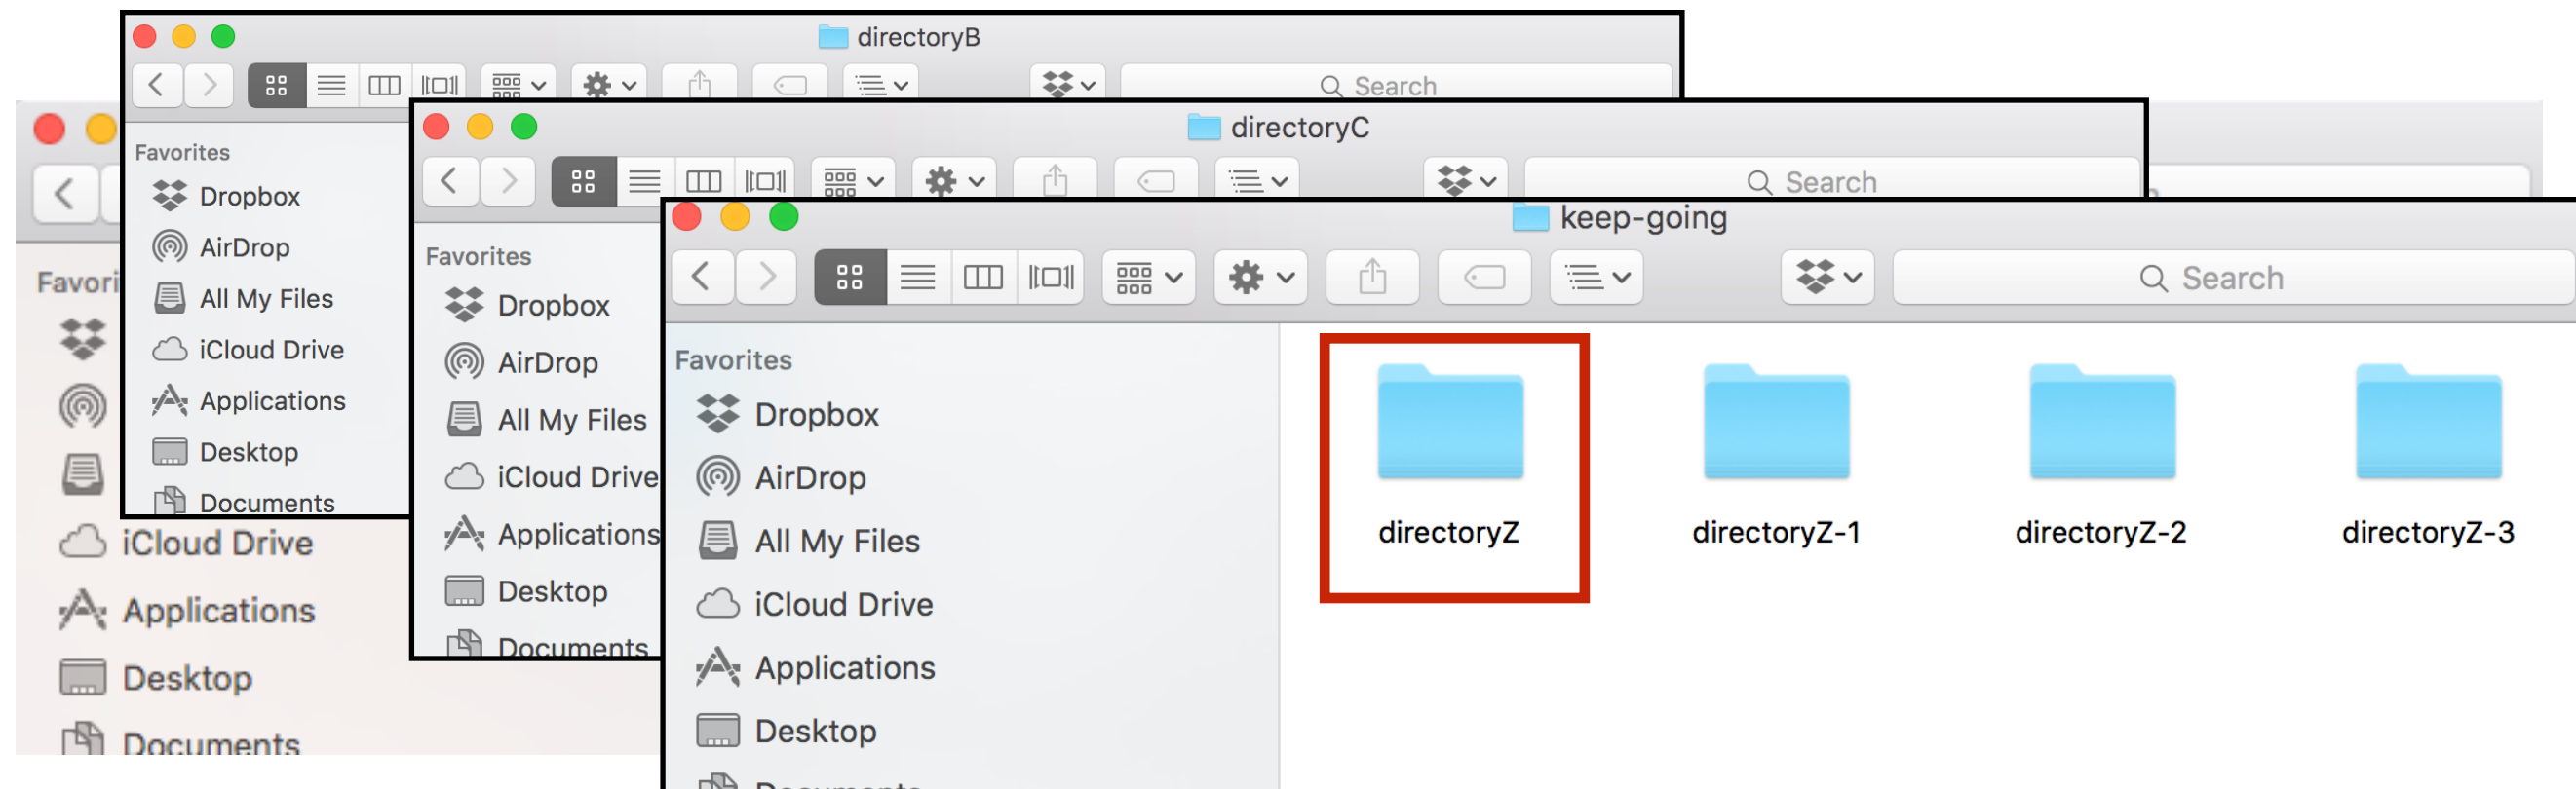 directoryB
Search
Favorites
Dropbox
AirDrop
All My Files
iCloud Drive
Applications
Desktop
Documents
directoryC
Search
Favorites
Dropbox
AirDrop
All My Files
iCloud Drive
Applications
Desktop
Documents
keep-going
Search
Favorites
Dropbox
AirDrop
All My Files
iCloud Drive
Applications
Desktop
Documents
directoryZ
directoryZ-1
directoryZ-2
directoryZ-3
Favori
iCloud Drive
Applications
Desktop
Documents